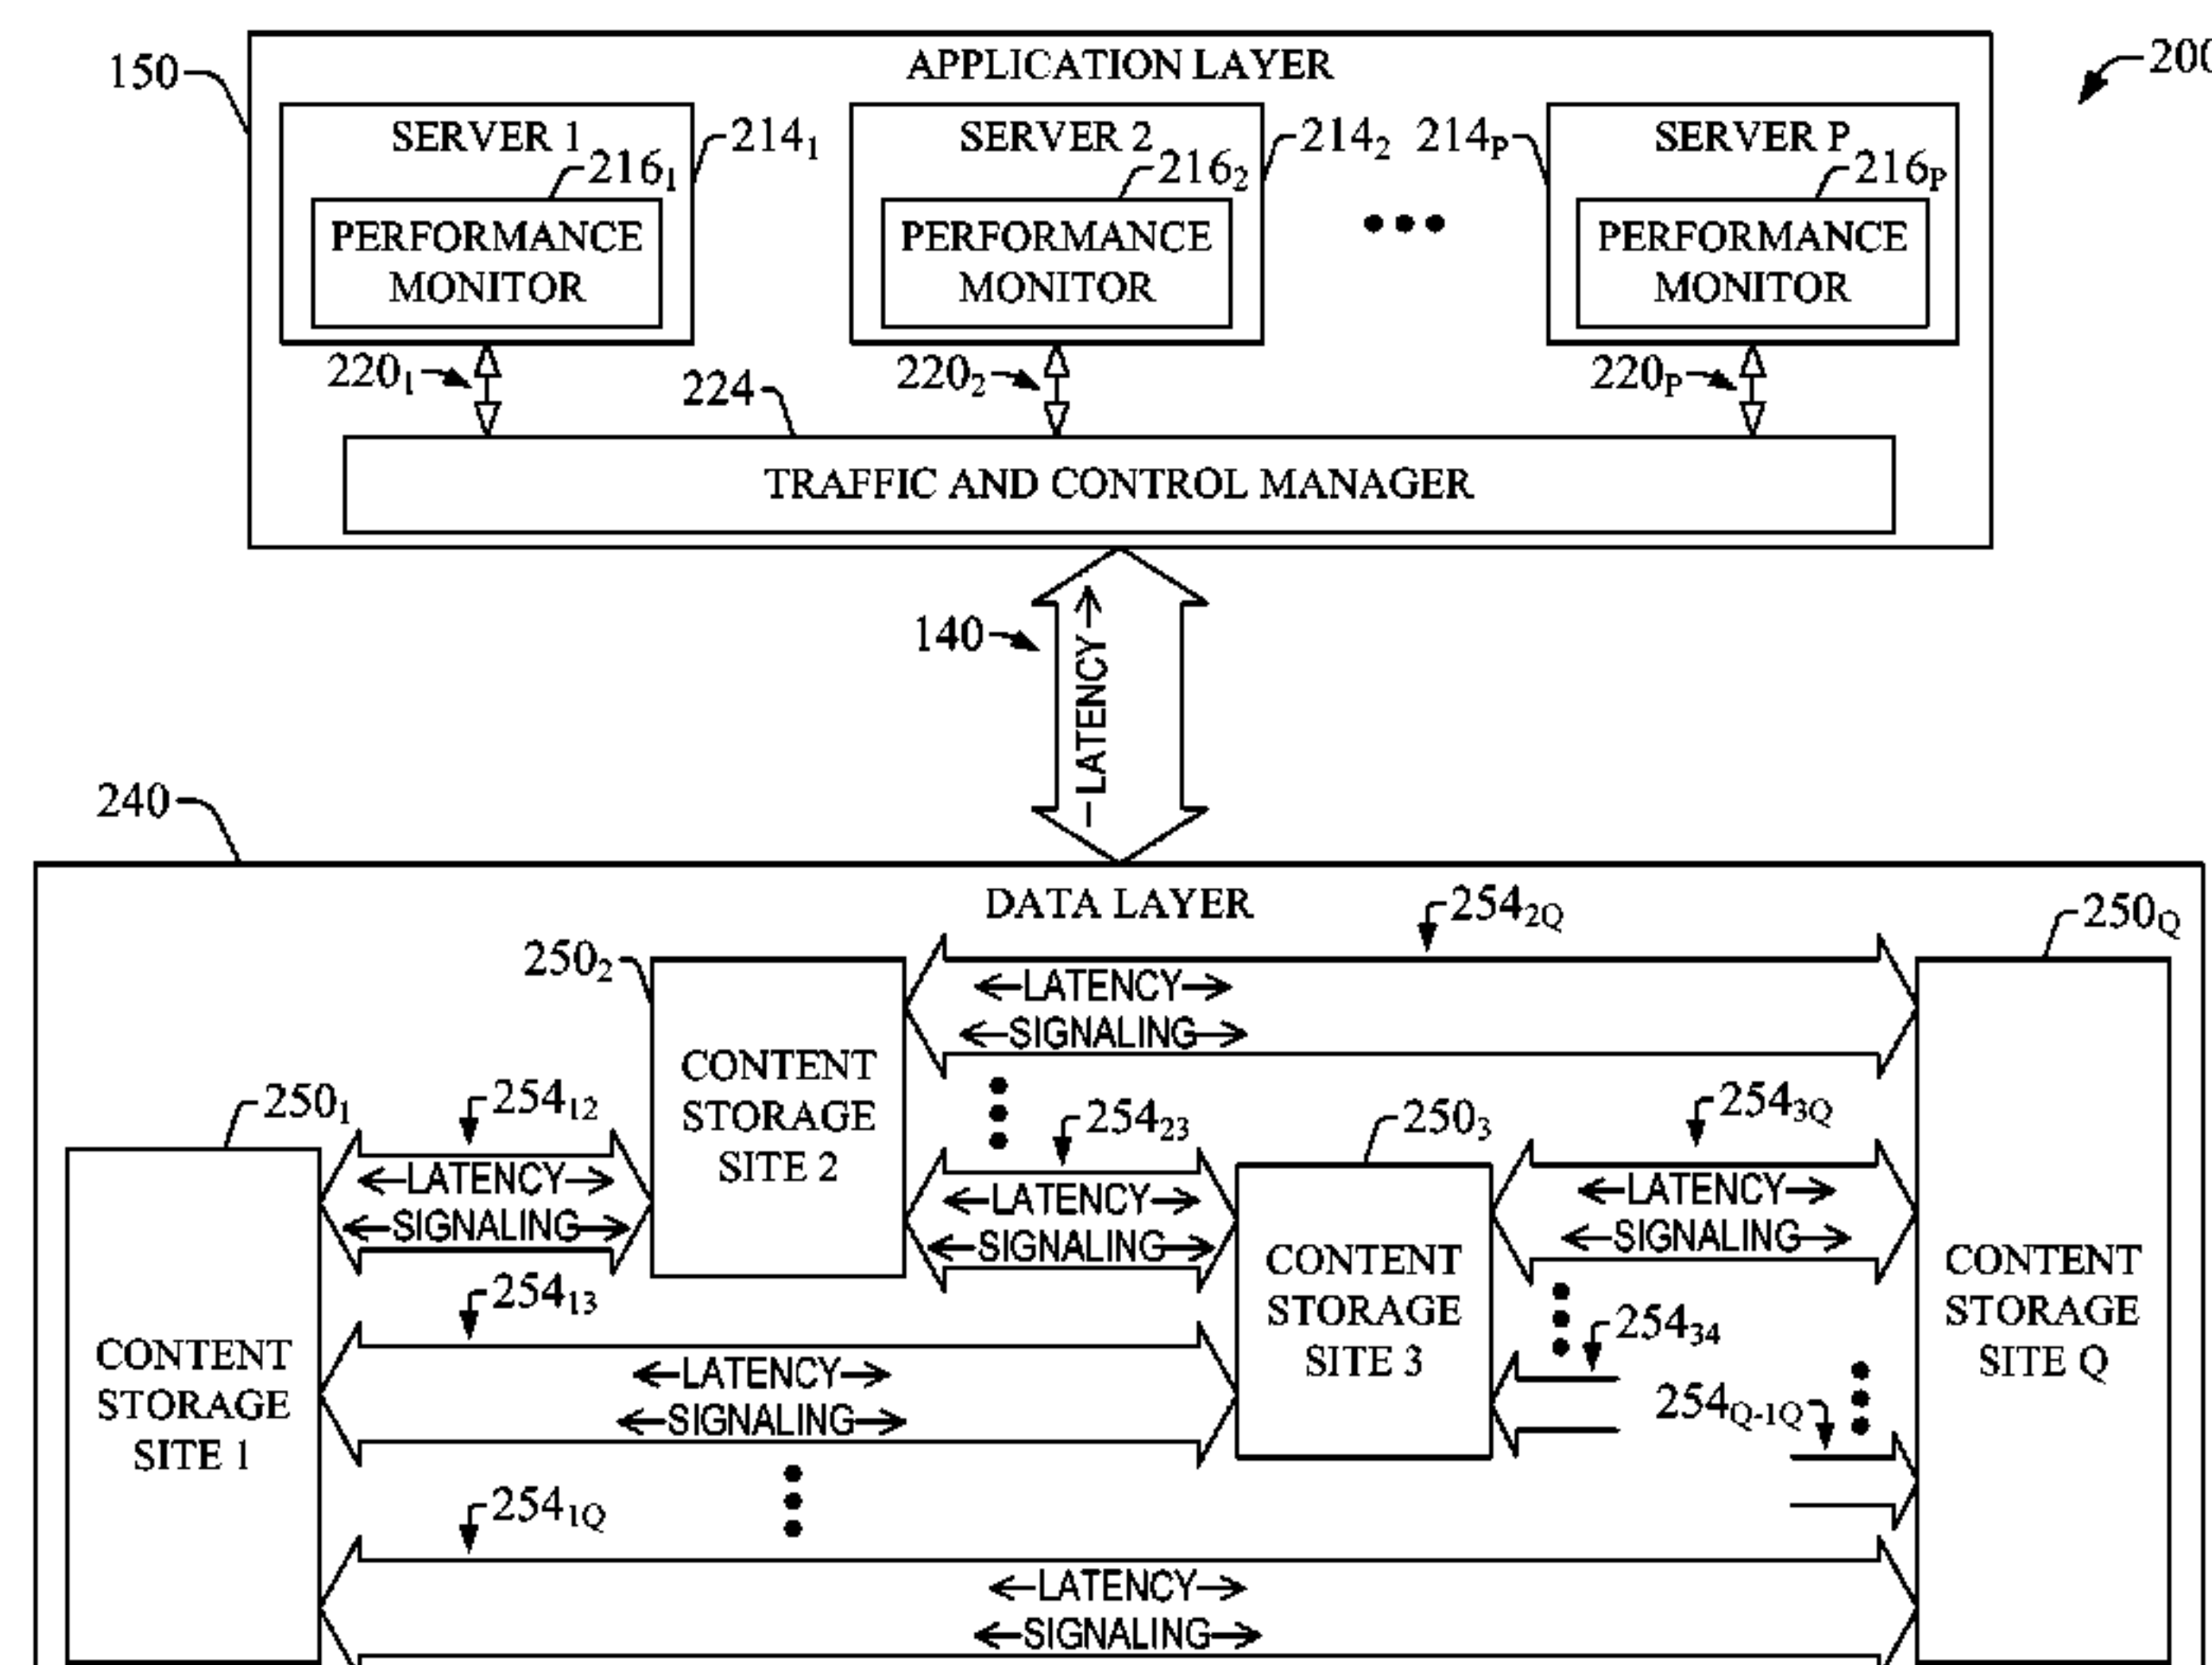 APPLICATION LAYER
150
200
SERVER 1
214₁
SERVER 2
214₂
214P
SERVER P
216₁
216₂
216P
PERFORMANCE
MONITOR
PERFORMANCE
MONITOR
PERFORMANCE
MONITOR
220₁
224
220₂
220P
TRAFFIC AND CONTROL MANAGER
140
LATENCY
240
DATA LAYER
254₂Q
250Q
250₂
LATENCY
SIGNALING
CONTENT
STORAGE
SITE 2
250₁
254₁₂
254₂₃
250₃
254₃Q
LATENCY
SIGNALING
LATENCY
SIGNALING
LATENCY
SIGNALING
CONTENT
STORAGE
SITE 3
CONTENT
STORAGE
SITE Q
254₁₃
254₃₄
CONTENT
STORAGE
SITE 1
LATENCY
SIGNALING
254Q-1Q
254₁Q
LATENCY
SIGNALING